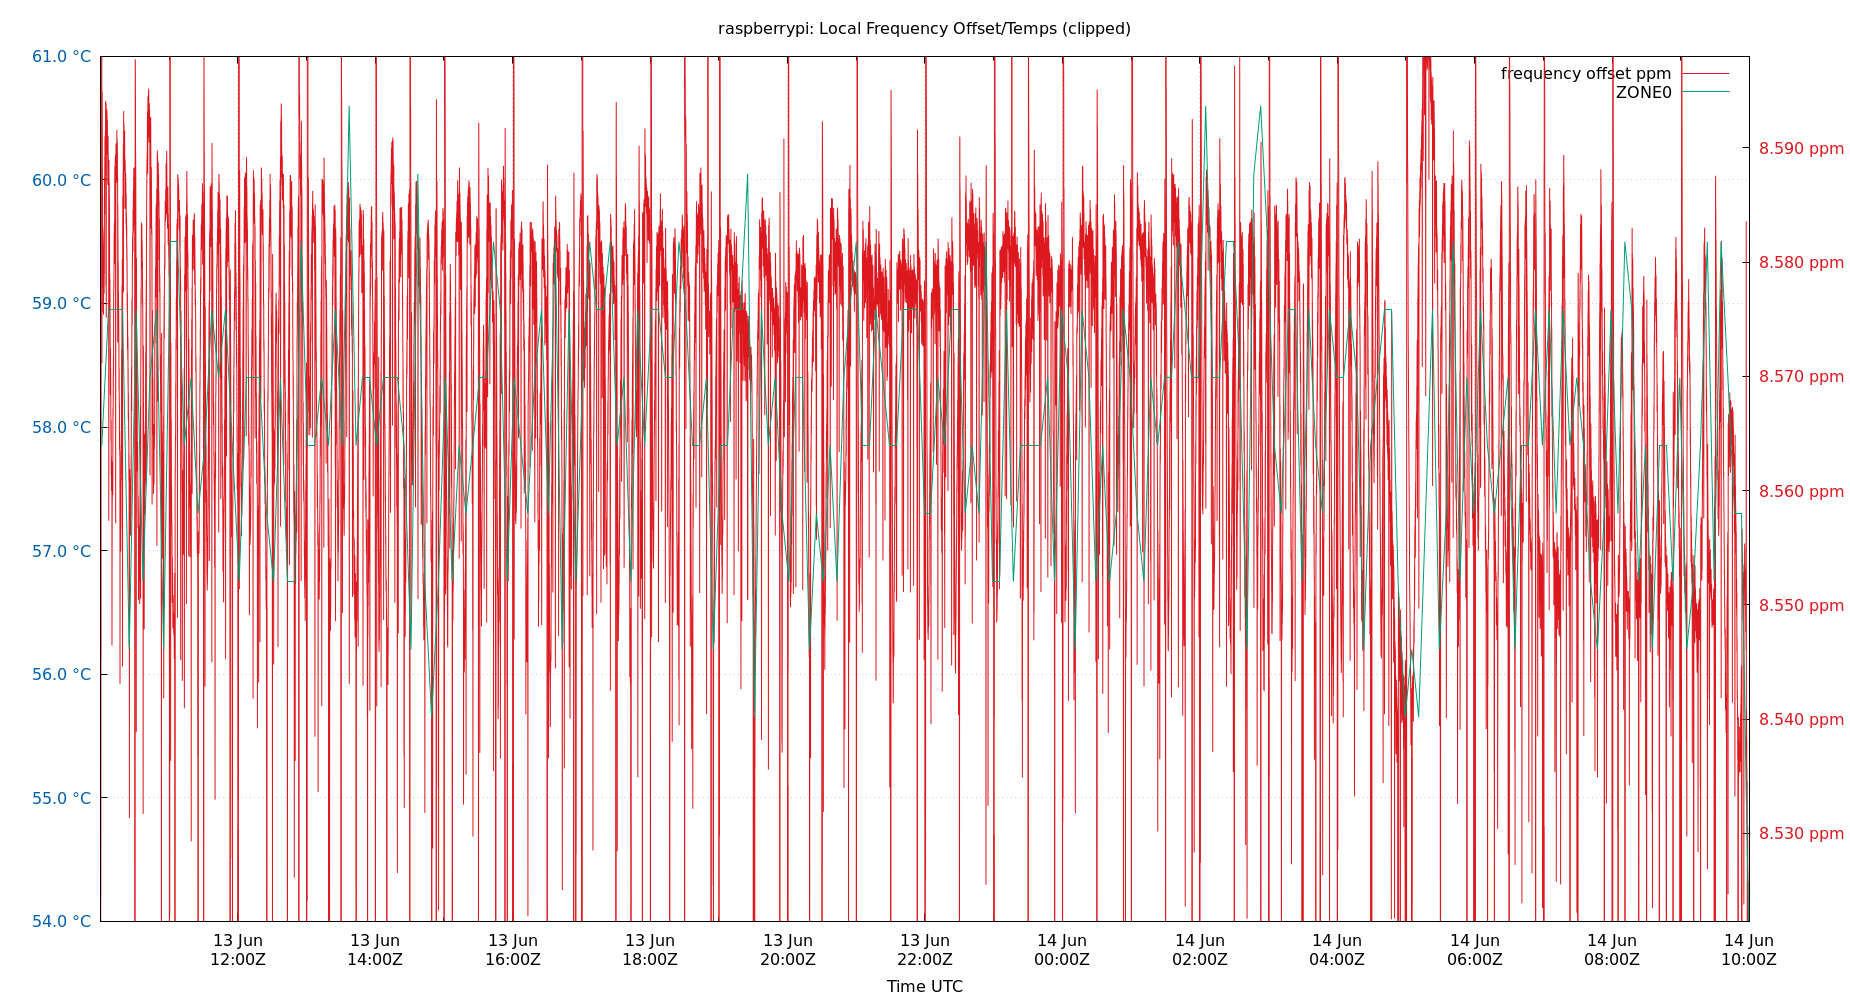 raspberrypi: Local Frequency Offset/Temps (clipped)
frequency offset ppm
ZONE0
61.0 °C
60.0 °C
59.0 °C
58.0 °C
57.0 °C
56.0 °C
55.0 °C
54.0 °C
8.590 ppm
8.580 ppm
8.570 ppm
8.560 ppm
8.550 ppm
8.540 ppm
8.530 ppm
13 Jun 13 Jun 13 Jun 13 Jun 13 Jun 13 Jun 14 Jun 14 Jun 14 Jun 14 Jun 14 Jun 14 Jun
12:00Z 14:00Z 16:00Z 18:00Z 20:00Z 22:00Z 00:00Z 02:00Z 04:00Z 06:00Z 08:00Z 10:00Z
Time UTC